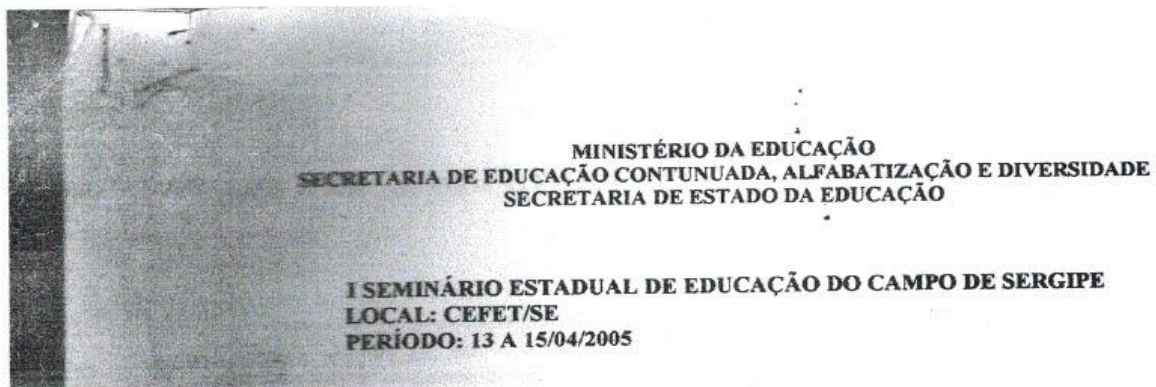 MINISTÉRIO DA EDUCAÇÃO
SECRETARIA DE EDUCAÇÃO CONTUNUADA, ALFABATIZAÇÃO E DIVERSIDADE
SECRETARIA DE ESTADO DA EDUCAÇÃO
I SEMINÁRIO ESTADUAL DE EDUCAÇÃO DO CAMPO DE SERGIPE
LOCAL: CEFET/SE
PERÍODO: 13 A 15/04/2005